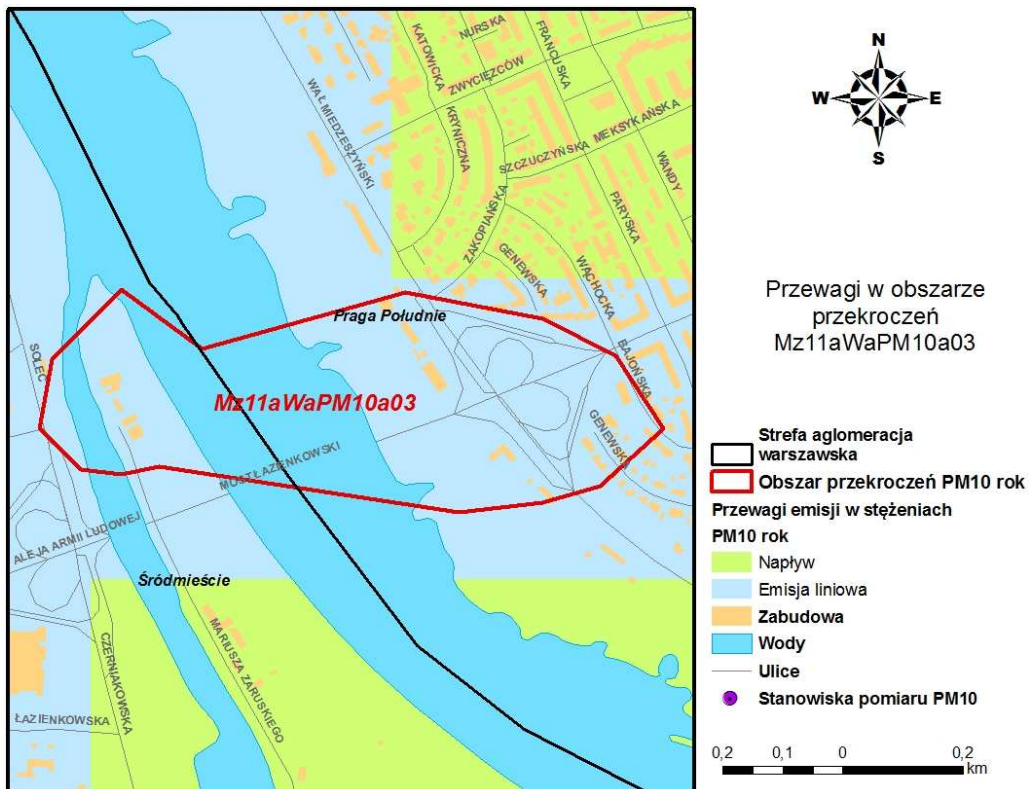 KATOWICKA
NURSKA
FRANCUSKA
ZWYCIĘZCÓW
WAŁ MIEDZESZYŃSKI
KRYNICZNA
SZCZUCZYŃSKA
MEKSYKAŃSKA
WANDY
ZAKOPIAŃSKA
PARYSKA
GENEWSKA
WĄCHOCKA
Praga Południe
SOLEC
BAJOŃSKA
Mz11aWaPM10a03
GENEWSKA
MOST ŁAZIENKOWSKI
ALEJA ARMII LUDOWEJ
Śródmieście
CZERNIAKOWSKA
MARIUSZA ZARUSKIEGO
ŁAZIENKOWSKA
N
W
E
S
Przewagi w obszarze
przekroczeń
Mz11aWaPM10a03
Strefa aglomeracja
warszawska
Obszar przekroczeń PM10 rok
Przewagi emisji w stężeniach
PM10 rok
Napływ
Emisja liniowa
Zabudowa
Wody
Ulice
Stanowiska pomiaru PM10
0,2 0,1 0 0,2
km